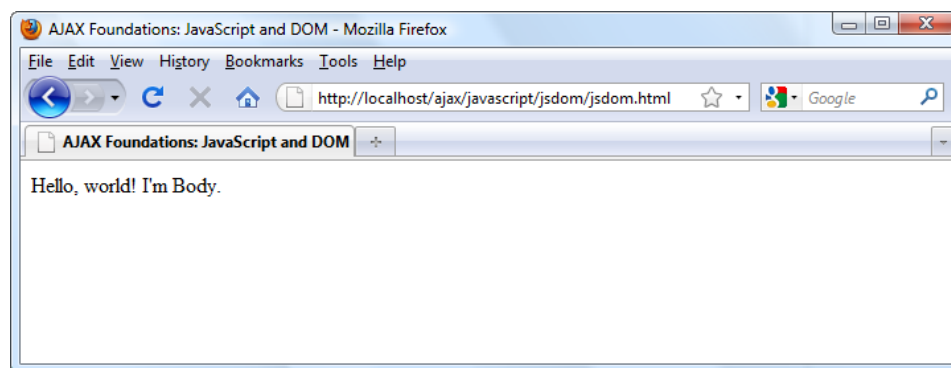 AJAX Foundations: JavaScript and DOM - Mozilla Firefox
File Edit View History Bookmarks Tools Help
http://localhost/ajax/javascript/jsdom/jsdom.html Google
AJAX Foundations: JavaScript and DOM
Hello, world! I'm Body.